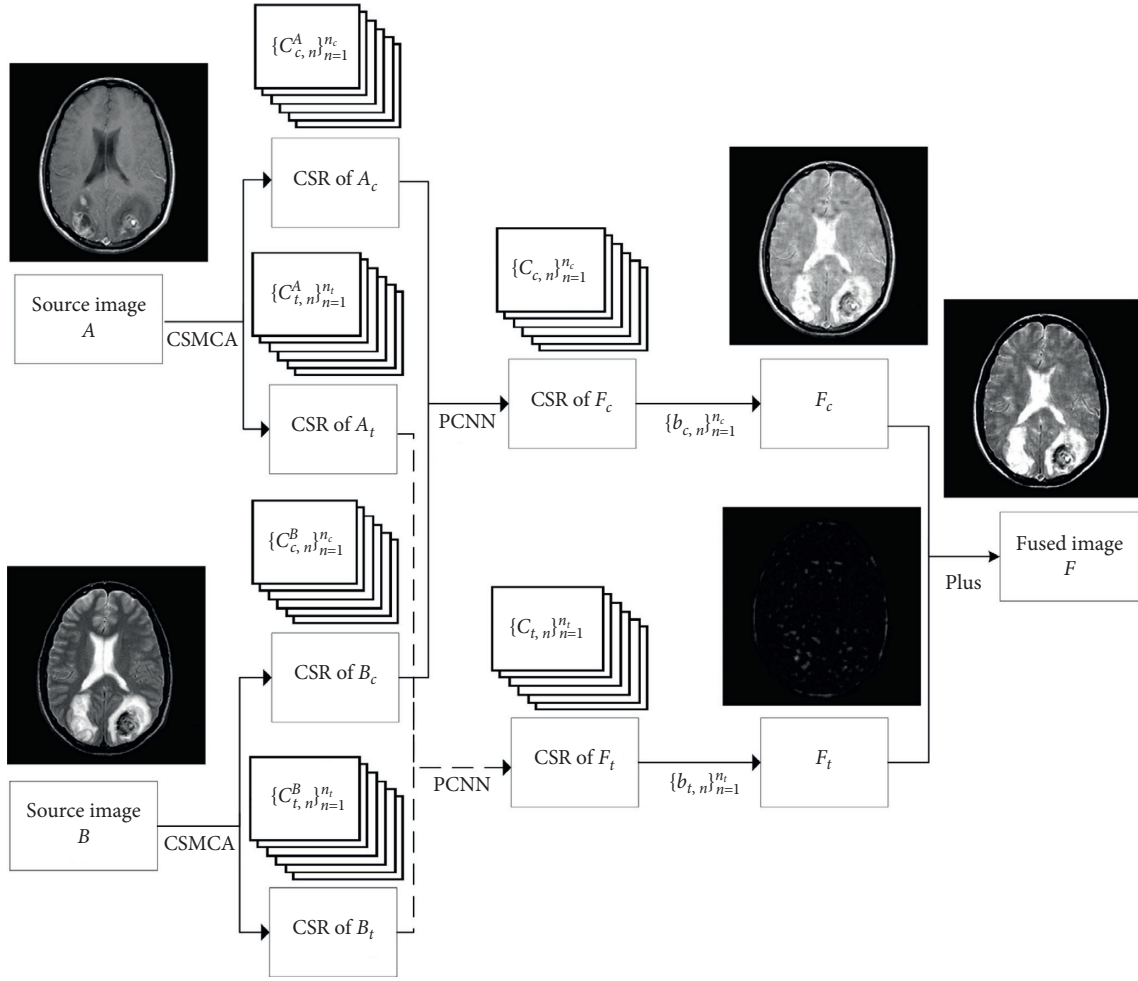 {C^A_{c, n}}^{n_c}_{n=1}
CSR of A_c
Source image
A
CSMCA
{C^A_{t, n}}^{n_t}_{n=1}
CSR of A_t
{C^B_{c, n}}^{n_c}_{n=1}
CSR of B_c
Source image
B
CSMCA
{C^B_{t, n}}^{n_t}_{n=1}
CSR of B_t
PCNN
{C_{c, n}}^{n_c}_{n=1}
CSR of F_c
{b_{c, n}}^{n_c}_{n=1}
F_c
PCNN
{C_{t, n}}^{n_t}_{n=1}
CSR of F_t
{b_{t, n}}^{n_t}_{n=1}
F_t
Plus
Fused image
F